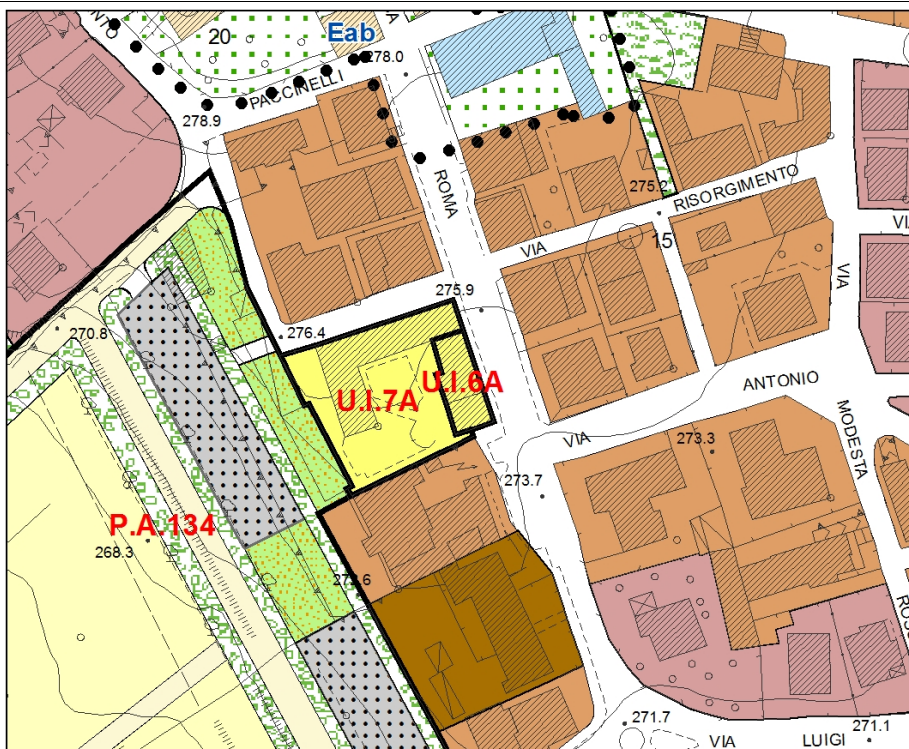 Eab
20
278.0
PACCINELLI
278.9
ROMA
275.2
RISORGIMENTO
VIA
15
VIA
275.9
270.8
276.4
U.I.6A
U.I.7A
ANTONIO
VIA
MODESTA
273.3
273.7
P.A.134
268.3
271.7
VIA
LUIGI
271.1